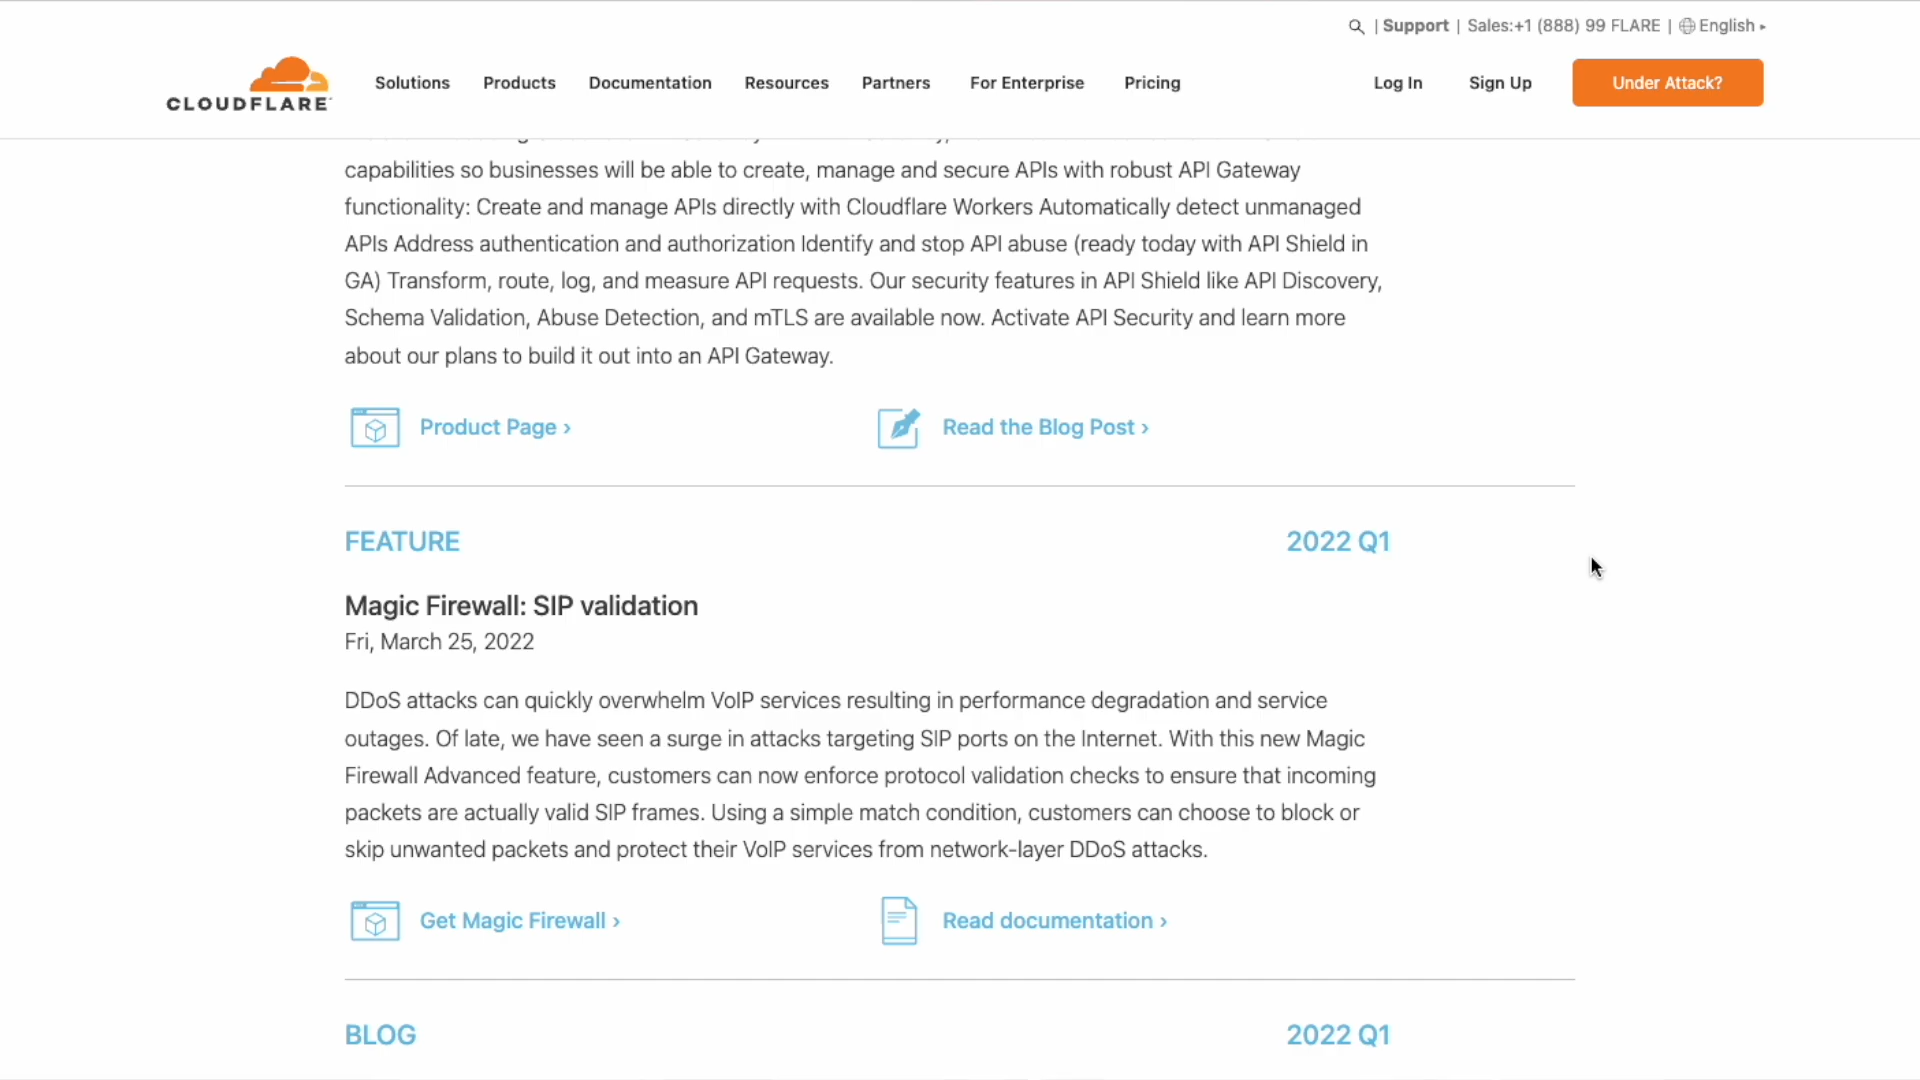 | Support | Sales:+1 (888) 99 FLARE | English ▸
CLOUDFLARE
Solutions Products Documentation Resources Partners For Enterprise Pricing Log In Sign Up Under Attack?
capabilities so businesses will be able to create, manage and secure APIs with robust API Gateway
functionality: Create and manage APIs directly with Cloudflare Workers Automatically detect unmanaged
APIs Address authentication and authorization Identify and stop API abuse (ready today with API Shield in
GA) Transform, route, log, and measure API requests. Our security features in API Shield like API Discovery,
Schema Validation, Abuse Detection, and mTLS are available now. Activate API Security and learn more
about our plans to build it out into an API Gateway.
Product Page › Read the Blog Post ›
FEATURE 2022 Q1
Magic Firewall: SIP validation
Fri, March 25, 2022
DDoS attacks can quickly overwhelm VoIP services resulting in performance degradation and service
outages. Of late, we have seen a surge in attacks targeting SIP ports on the Internet. With this new Magic
Firewall Advanced feature, customers can now enforce protocol validation checks to ensure that incoming
packets are actually valid SIP frames. Using a simple match condition, customers can choose to block or
skip unwanted packets and protect their VoIP services from network-layer DDoS attacks.
Get Magic Firewall › Read documentation ›
BLOG 2022 Q1